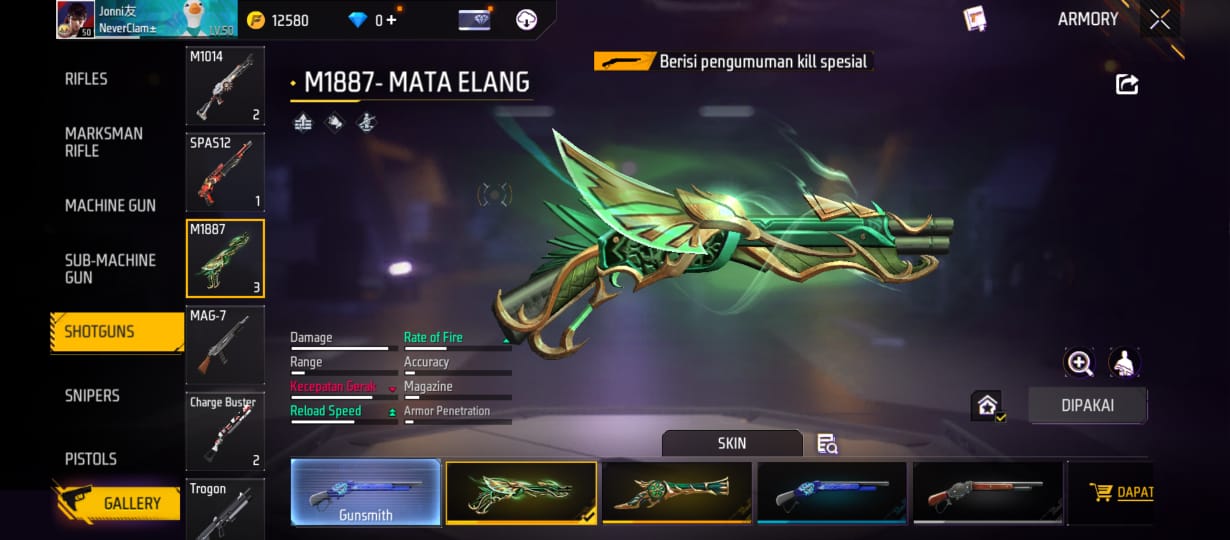 Jonni友
50
NeverClam±
LV.50
12580
0+
ARMORY
RIFLES
MARKSMAN
RIFLE
MACHINE GUN
SUB-MACHINE
GUN
SHOTGUNS
SNIPERS
PISTOLS
GALLERY
M1014
2
SPAS12
1
M1887
3
MAG-7
Charge Buster
2
Trogon
M1887- MATA ELANG
Berisi pengumuman kill spesial
Damage
Rate of Fire
Range
Accuracy
Kecepatan Gerak
Magazine
Reload Speed
Armor Penetration
DIPAKAI
SKIN
Gunsmith
DAPAT